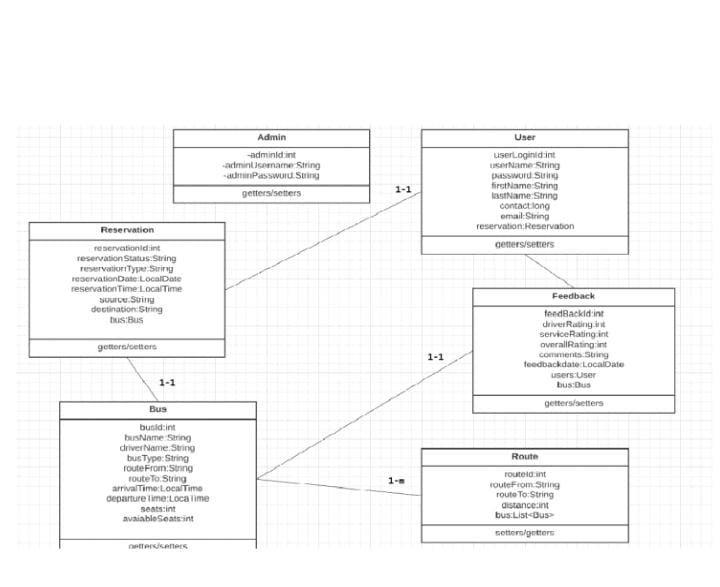 Admin
-adminId:int
-adminUsername:String
-adminPassword:String
getters/setters
User
userLoginId:int
userName:String
password:String
firstName:String
lastName:String
contact:long
email:String
reservation:Reservation
getters/setters
1-1
Reservation
reservationId:int
reservationStatus:String
reservationType:String
reservationDate:LocalDate
reservationTime:LocalTime
source:String
destination:String
bus:Bus
getters/setters
Feedback
feedBackId:int
driverRating:int
serviceRating:int
overallRating:int
comments:String
feedbackdate:LocalDate
users:User
bus:Bus
getters/setters
1-1
1-1
Bus
busId:int
busName:String
driverName:String
busType:String
routeFrom:String
routeTo:String
arrivalTime:LocalTime
departureTime:LocalTime
seats:int
avaiableSeats:int
getters/setters
1-m
Route
routeId:int
routeFrom:String
routeTo:String
distance:int
bus:List<Bus>
setters/getters